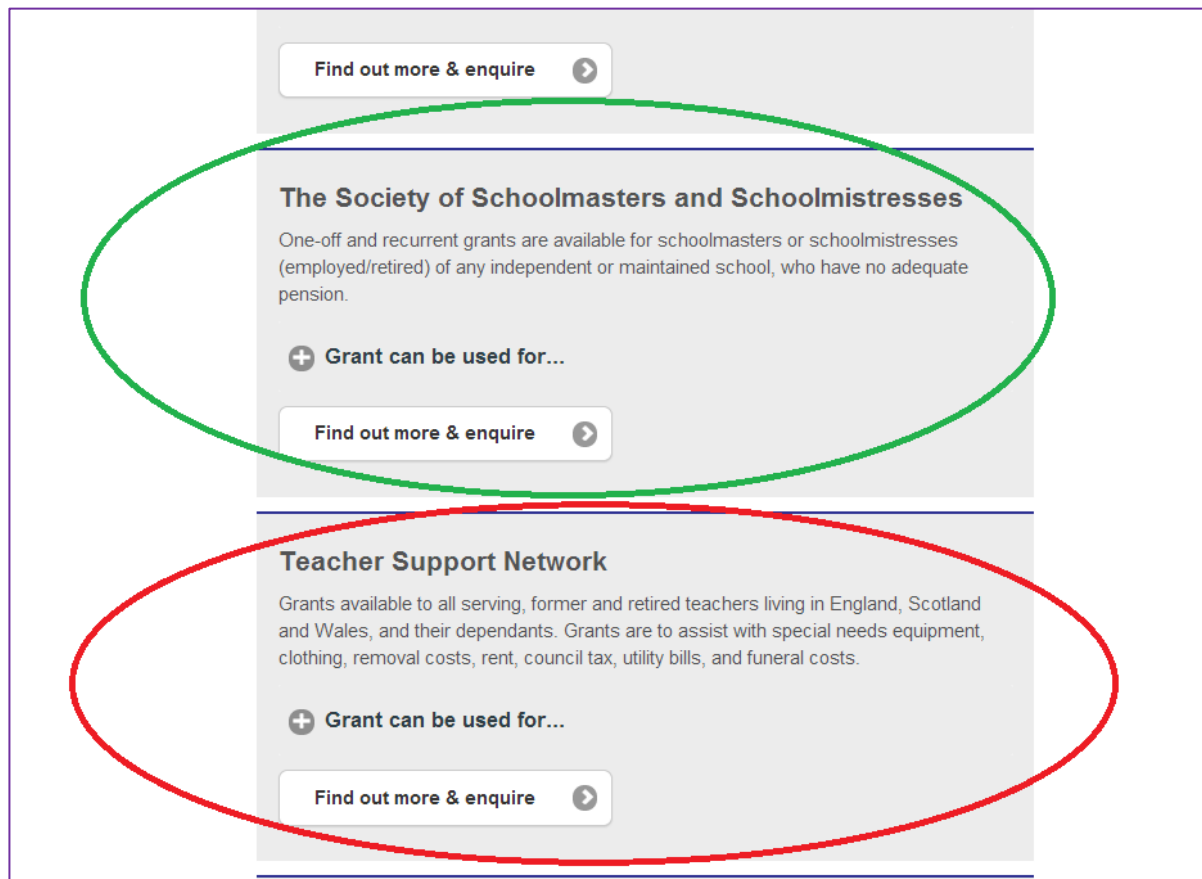 Find out more & enquire
The Society of Schoolmasters and Schoolmistresses
One-off and recurrent grants are available for schoolmasters or schoolmistresses
(employed/retired) of any independent or maintained school, who have no adequate
pension.
Grant can be used for...
Find out more & enquire
Teacher Support Network
Grants available to all serving, former and retired teachers living in England, Scotland
and Wales, and their dependants. Grants are to assist with special needs equipment,
clothing, removal costs, rent, council tax, utility bills, and funeral costs.
Grant can be used for...
Find out more & enquire